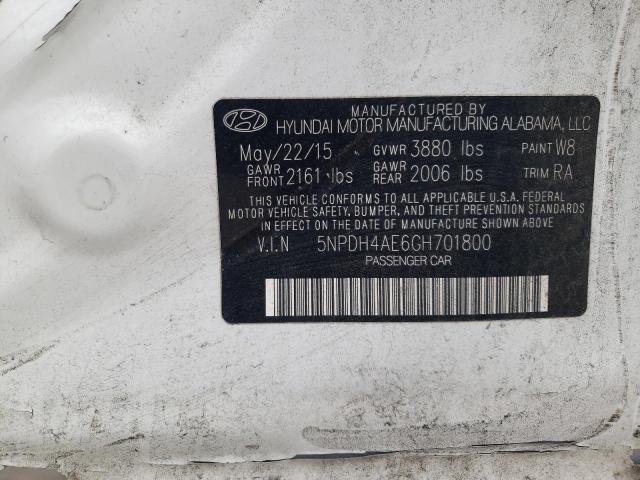 MANUFACTURED BY
HYUNDAI MOTOR MANUFACTURING ALABAMA, LLC
May/22/15 GVWR 3880 lbs PAINT W8
GAWR FRONT 2161 lbs GAWR REAR 2006 lbs TRIM RA
THIS VEHICLE CONFORMS TO ALL APPLICABLE U.S.A. FEDERAL
MOTOR VEHICLE SAFETY, BUMPER, AND THEFT PREVENTION STANDARDS
IN EFFECT ON THE DATE OF MANUFACTURE SHOWN ABOVE.
V.I.N 5NPDH4AE6GH701800
PASSENGER CAR